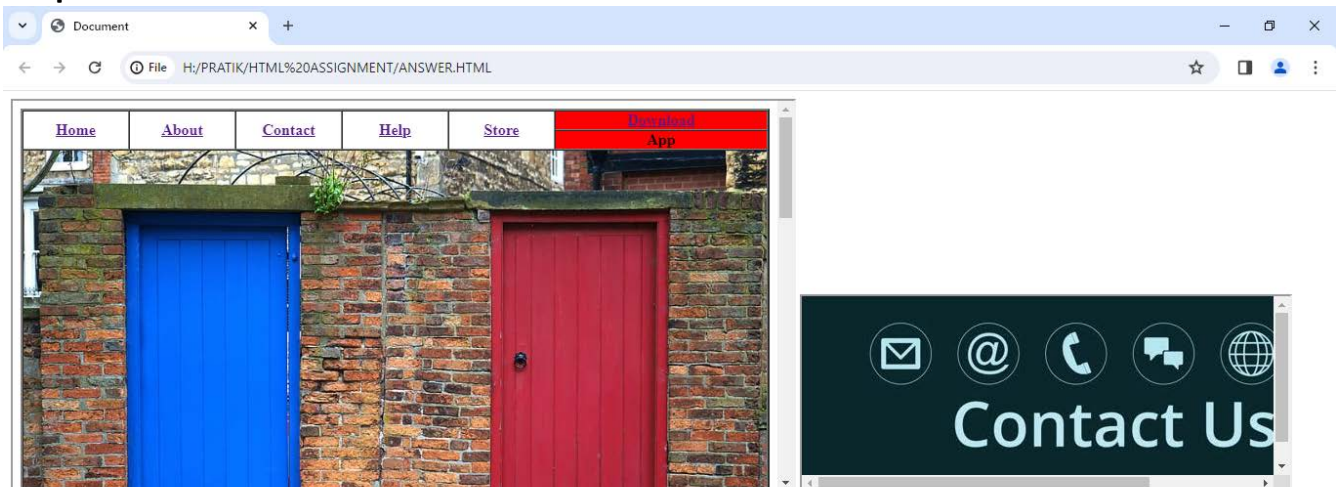 Document
File H:/PRATIK/HTML%20ASSIGNMENT/ANSWER.HTML
Home About Contact Help Store Download
App
@
Contact Us